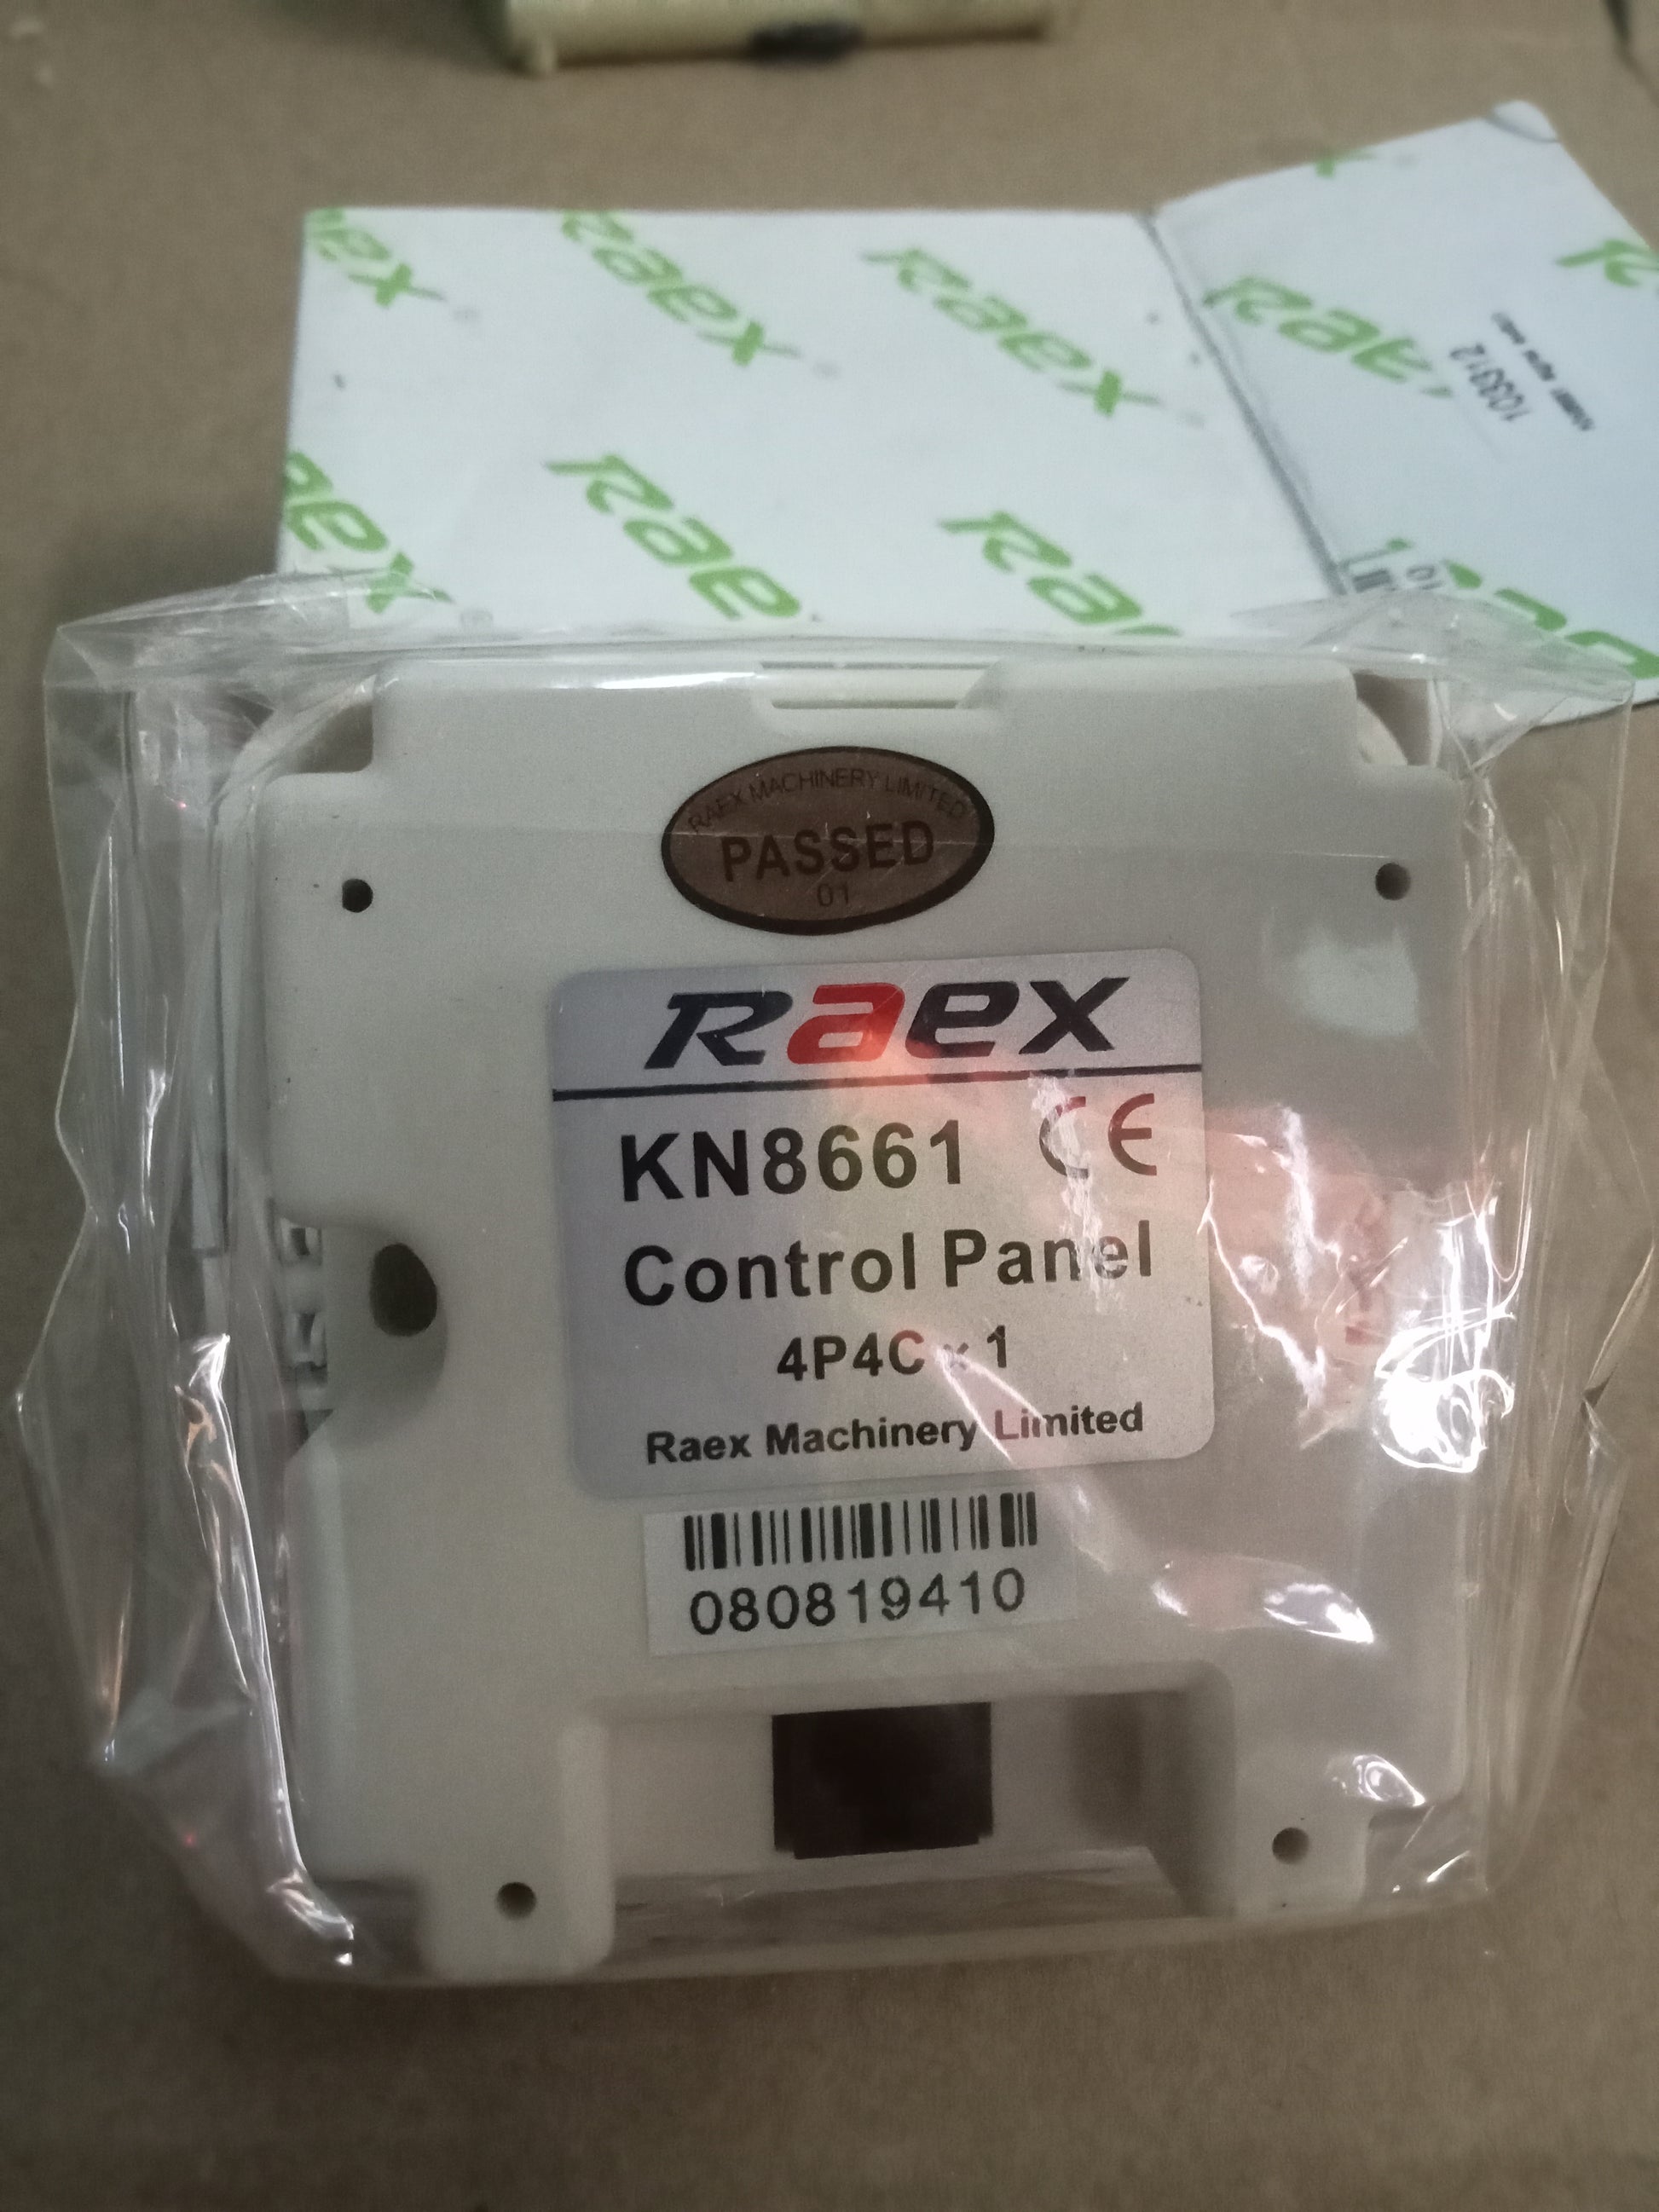 Raex
Raex
Raex
Raex
103312
RAEX MACHINERY LIMITED
PASSED
01
Raex
KN8661 CE
Control Panel
4P4C x 1
Raex Machinery Limited
080819410